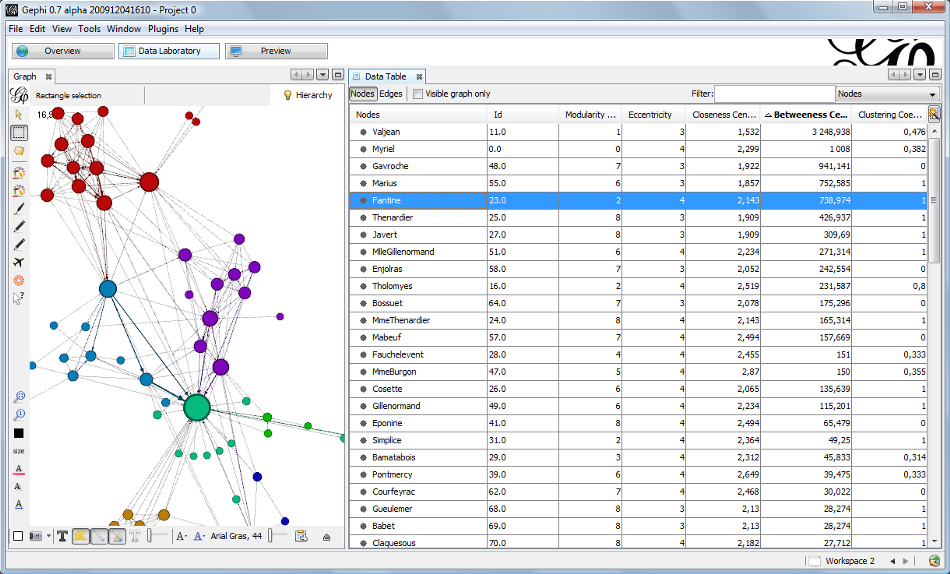 Gephi 0.7 alpha 200912041610 - Project 0
File Edit View Tools Window Plugins Help
Overview Data Laboratory Preview
Graph
Rectangle selection
Hierarchy
size
A
A
A
T T A- A- Arial Gras, 44
Data Table
Nodes Edges Visible graph only Filter: Nodes
Nodes Id Modularity ... Eccentricity Closeness Cen... Betweeness Ce... Clustering Coe...
Valjean 11.0 1 3 1,532 3 248,938 0,476
Myriel 0.0 0 4 2,299 1 008 0,382
Gavroche 48.0 7 3 1,922 941,141 0
Marius 55.0 6 3 1,857 752,585 1
Fantine 23.0 2 4 2,143 738,974 1
Thenardier 25.0 8 3 1,909 426,937 1
Javert 27.0 8 3 1,909 309,69 1
MlleGillenormand 51.0 6 4 2,234 271,314 1
Enjolras 58.0 7 3 2,052 242,554 0
Tholomyes 16.0 2 4 2,519 231,587 0,8
Bossuet 64.0 7 3 2,078 175,296 0
MmeThenardier 24.0 8 4 2,143 165,314 1
Mabeuf 57.0 7 4 2,494 157,669 0
Fauchelevent 28.0 4 4 2,455 151 0,333
MmeBurgon 47.0 5 4 2,87 150 0,355
Cosette 26.0 6 4 2,065 135,639 1
Gillenormand 49.0 6 4 2,234 115,201 1
Eponine 41.0 8 4 2,494 65,479 0
Simplice 31.0 2 4 2,364 49,25 1
Bamatabois 29.0 3 4 2,312 45,833 0,314
Pontmercy 39.0 6 4 2,649 39,475 0,333
Courfeyrac 62.0 7 4 2,468 30,022 0
Gueulemer 68.0 8 3 2,13 28,274 1
Babet 69.0 8 3 2,13 28,274 1
Claquesous 70.0 8 4 2,182 27,712 1
Workspace 2